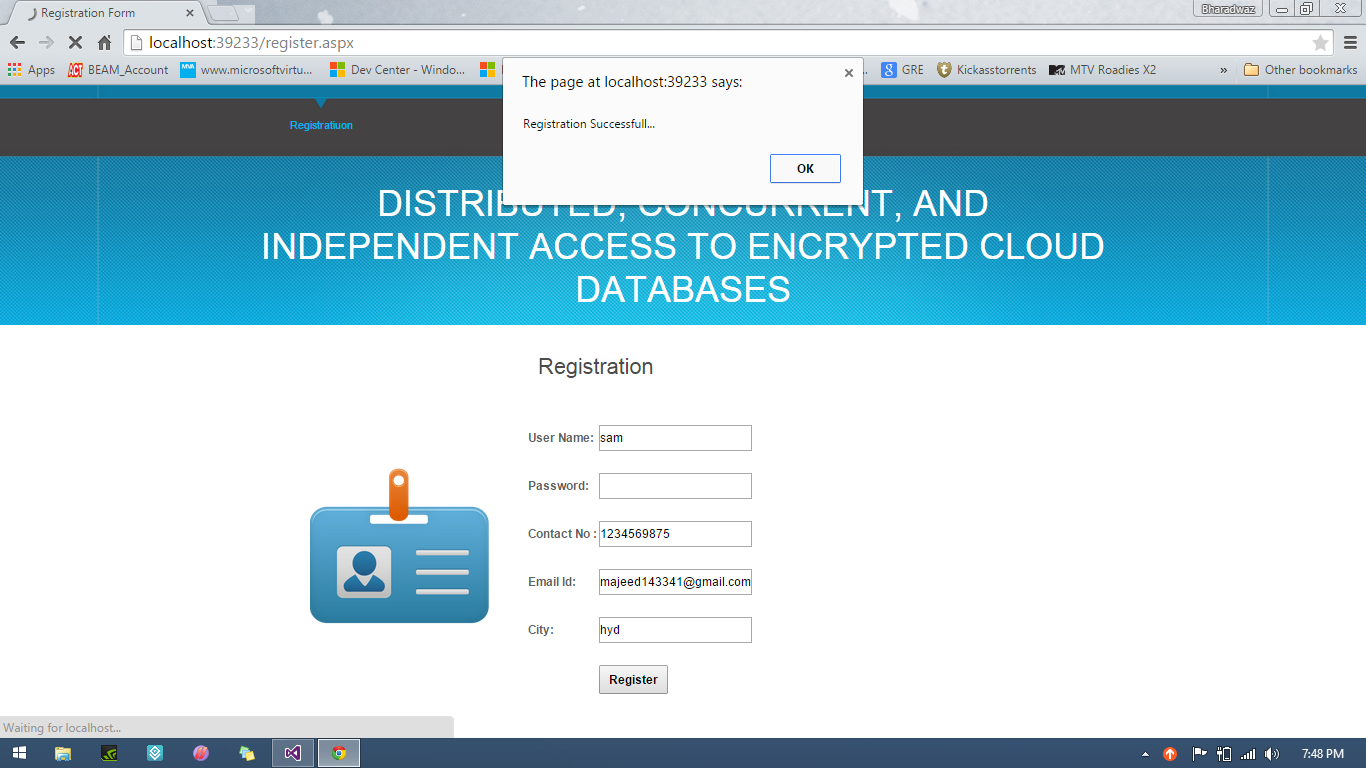 Registration Form
Bharadwaz
localhost:39233/register.aspx
Apps BEAM_Account www.microsoftvirtu... Dev Center - Windo... GRE Kickasstorrents MTV Roadies X2 » Other bookmarks
The page at localhost:39233 says:
Registration Successfull...
OK
Registratiuon
DISTRIBUTED, CONCURRENT, AND
INDEPENDENT ACCESS TO ENCRYPTED CLOUD
DATABASES
Registration
User Name: sam
Password:
Contact No : 1234569875
Email Id: majeed143341@gmail.com
City: hyd
Register
Waiting for localhost...
7:48 PM